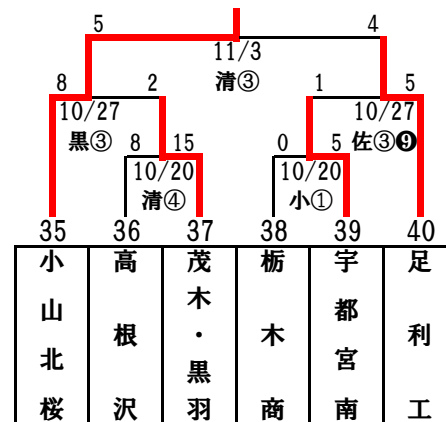 5 4
11/3
清③
8 2 1 5
10/27 10/27
黒③ 8 15 0 5 佐③❾
10/20 10/20
清④ 小①
35 36 37 38 39 40
小山北桜
高根沢
茂木・黒羽
栃木商
宇都宮南
足利工